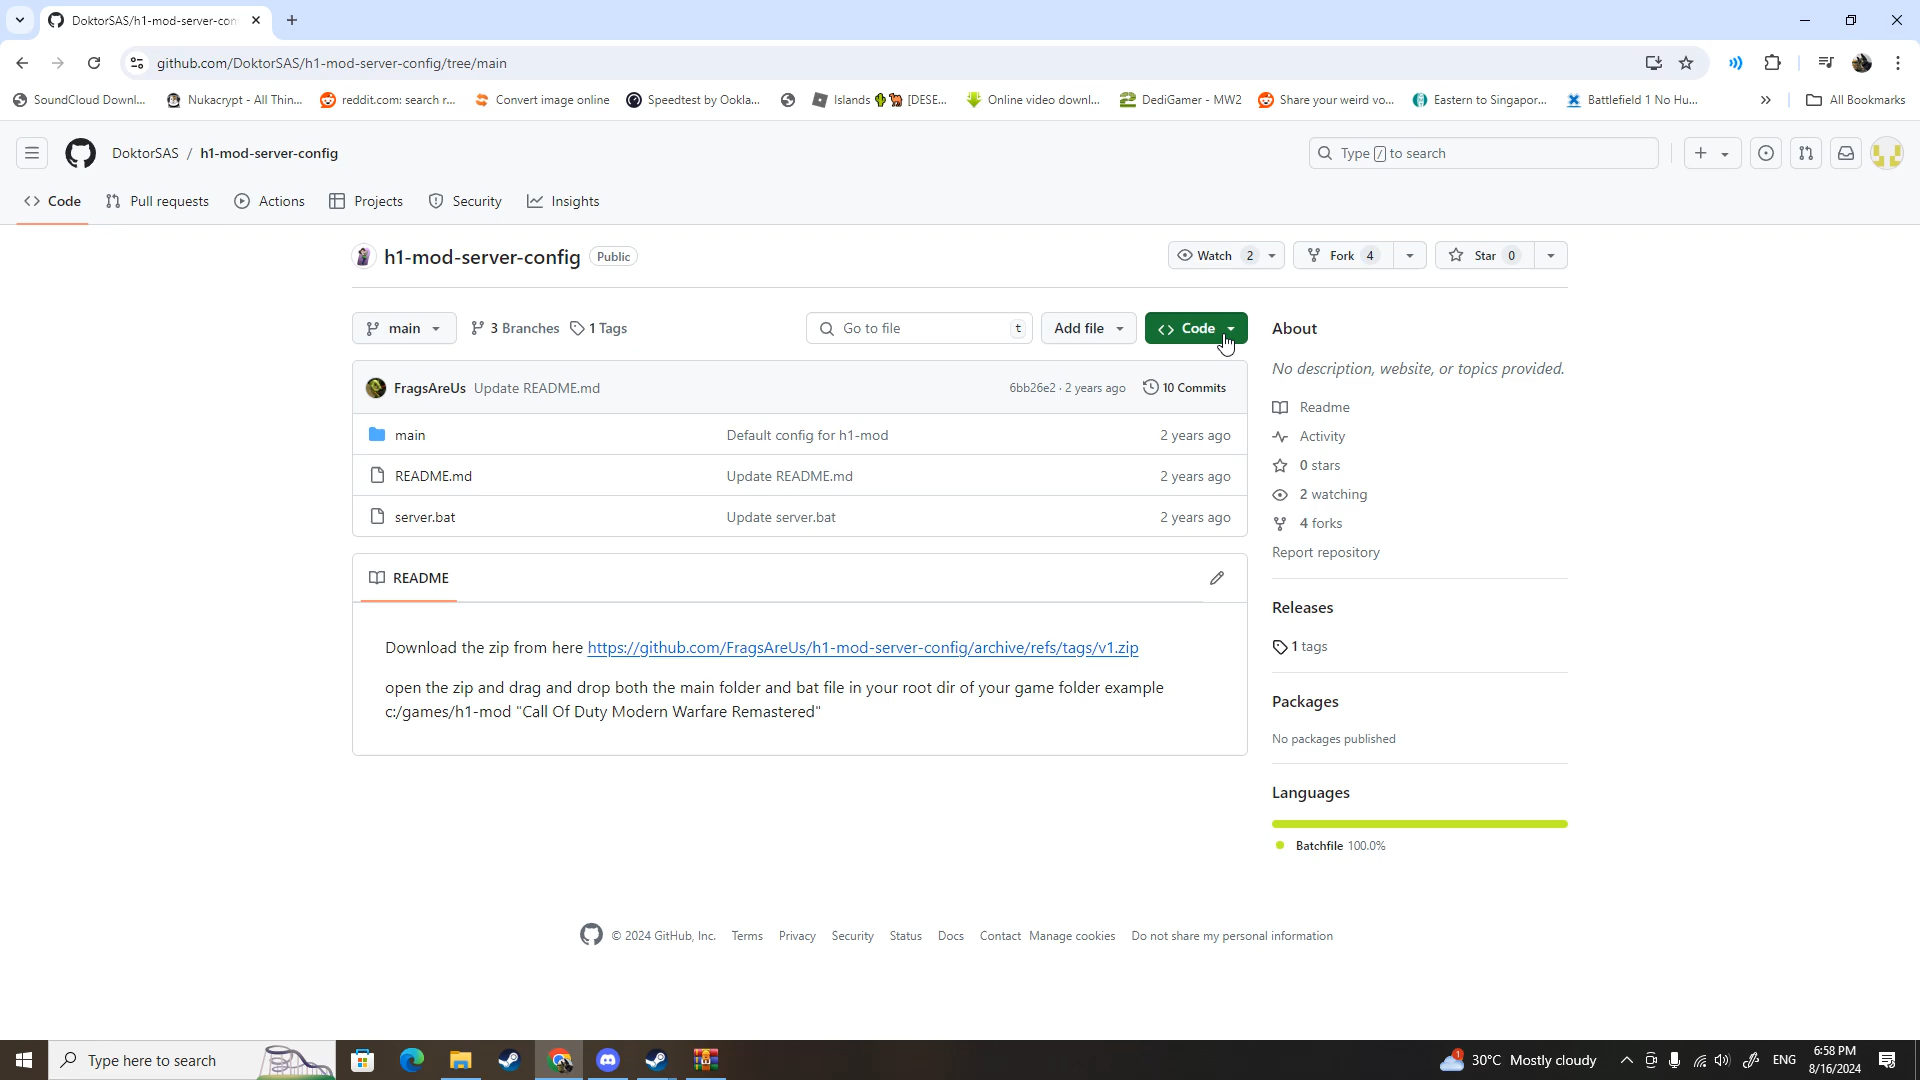 DoktorSAS/h1-mod-server-con
github.com/DoktorSAS/h1-mod-server-config/tree/main
SoundCloud Downl...
Nukacrypt - All Thin...
reddit.com: search r...
Convert image online
Speedtest by Ookla...
Islands 🌵🐫 [DESE...
Online video downl...
DediGamer - MW2
Share your weird vo...
Eastern to Singapor...
Battlefield 1 No Hu...
» All Bookmarks
DoktorSAS / h1-mod-server-config
Type / to search
Code Pull requests Actions Projects Security Insights
h1-mod-server-config Public
Watch 2 Fork 4 Star 0
main 3 Branches 1 Tags Go to file t Add file Code
About
No description, website, or topics provided.
FragsAreUs Update README.md 6bb26e2 · 2 years ago 10 Commits
main Default config for h1-mod 2 years ago
README.md Update README.md 2 years ago
server.bat Update server.bat 2 years ago
Readme
Activity
0 stars
2 watching
4 forks
Report repository
README
Download the zip from here https://github.com/FragsAreUs/h1-mod-server-config/archive/refs/tags/v1.zip
open the zip and drag and drop both the main folder and bat file in your root dir of your game folder example
c:/games/h1-mod "Call Of Duty Modern Warfare Remastered"
Releases
1 tags
Packages
No packages published
Languages
Batchfile 100.0%
© 2024 GitHub, Inc. Terms Privacy Security Status Docs Contact Manage cookies Do not share my personal information
Type here to search
1 30°C Mostly cloudy
ENG
6:58 PM
8/16/2024